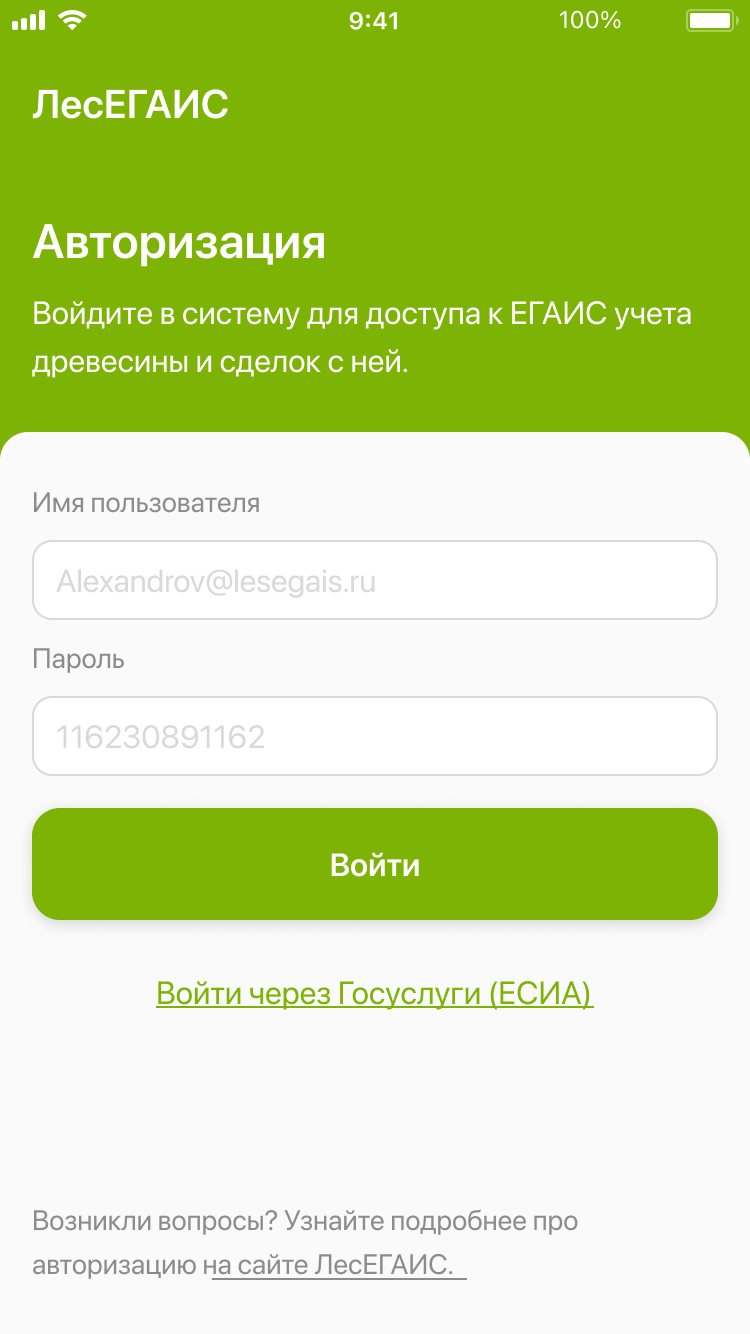 9:41
100%
ЛесЕГАИС
Авторизация
Войдите в систему для доступа к ЕГАИС учета
древесины и сделок с ней.
Имя пользователя
Alexandrov@lesegais.ru
Пароль
116230891162
Войти
Войти через Госуслуги (ЕСИА)
Возникли вопросы? Узнайте подробнее про
авторизацию на сайте ЛесЕГАИС.